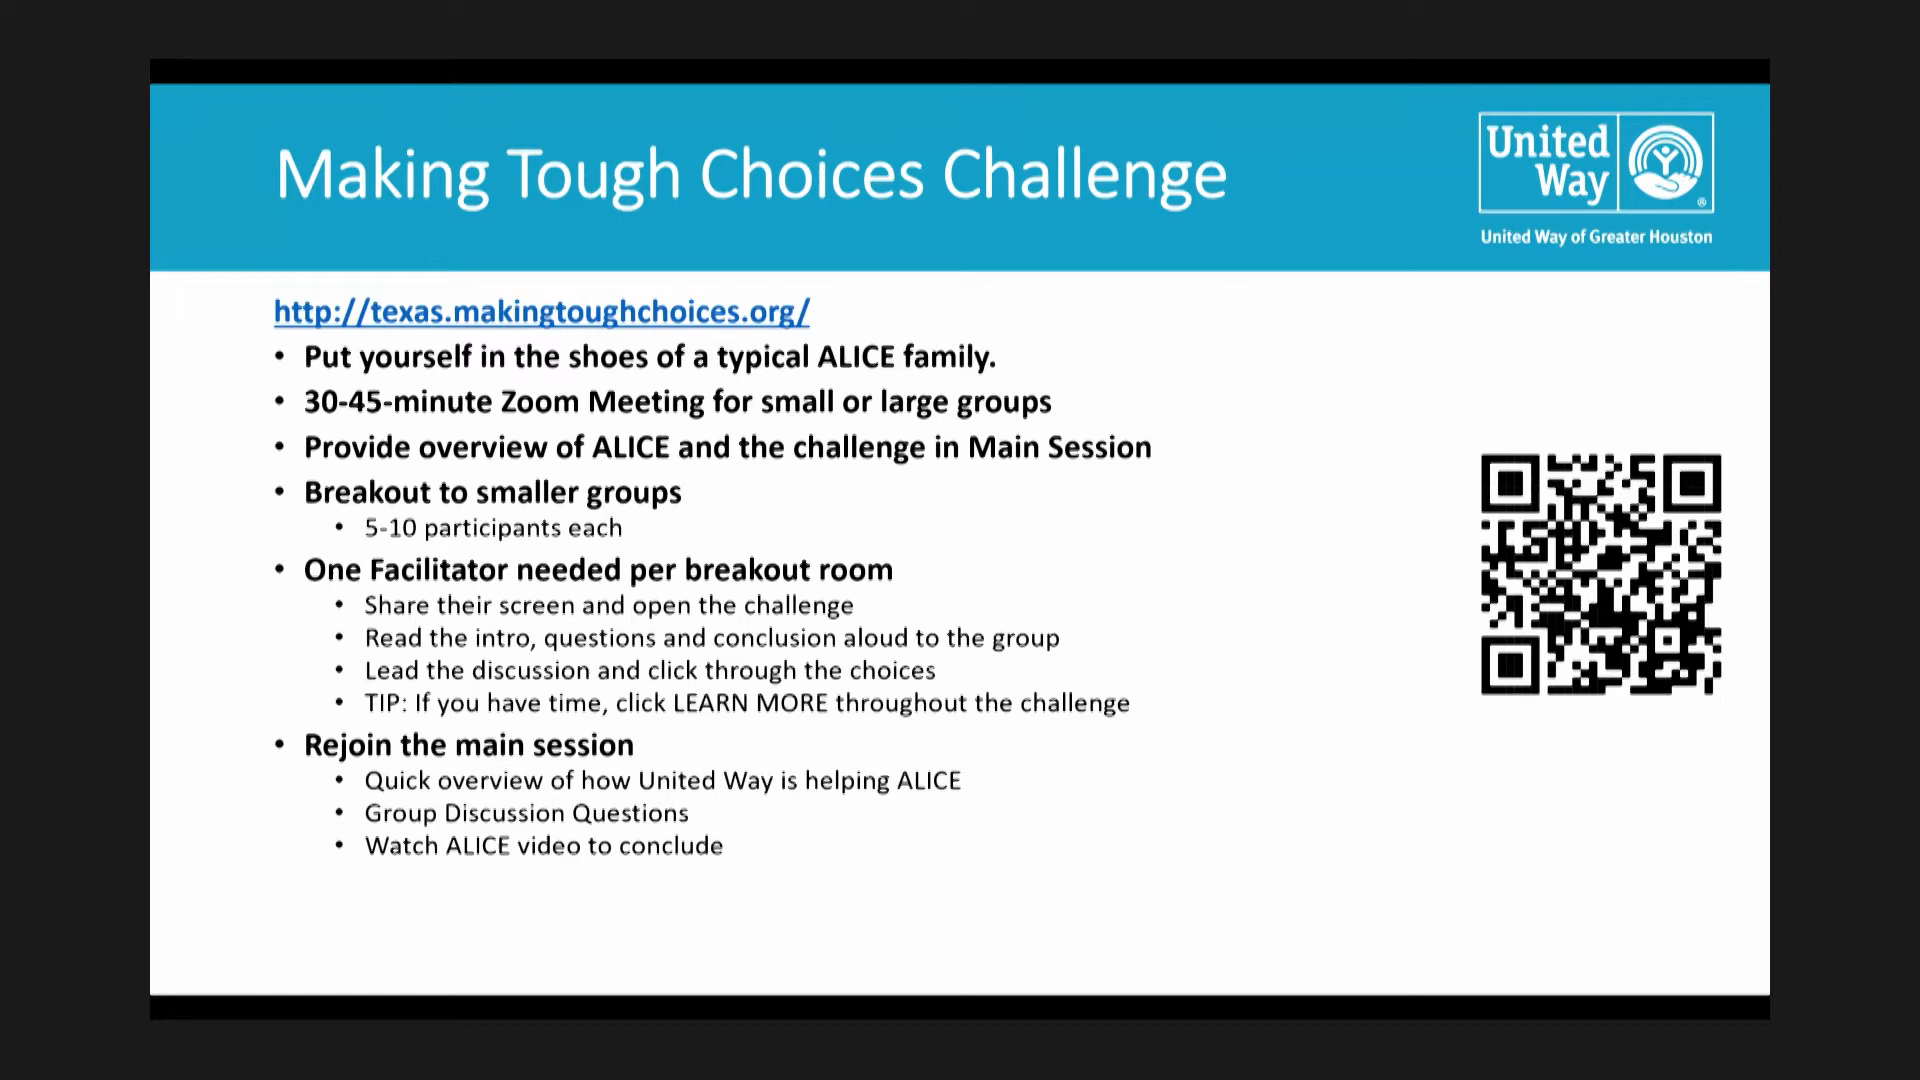 Making Tough Choices Challenge
United
Way
®
United Way of Greater Houston
http://texas.makingtoughchoices.org/
• Put yourself in the shoes of a typical ALICE family.
• 30-45-minute Zoom Meeting for small or large groups
• Provide overview of ALICE and the challenge in Main Session
• Breakout to smaller groups
• 5-10 participants each
• One Facilitator needed per breakout room
• Share their screen and open the challenge
• Read the intro, questions and conclusion aloud to the group
• Lead the discussion and click through the choices
• TIP: If you have time, click LEARN MORE throughout the challenge
• Rejoin the main session
• Quick overview of how United Way is helping ALICE
• Group Discussion Questions
• Watch ALICE video to conclude